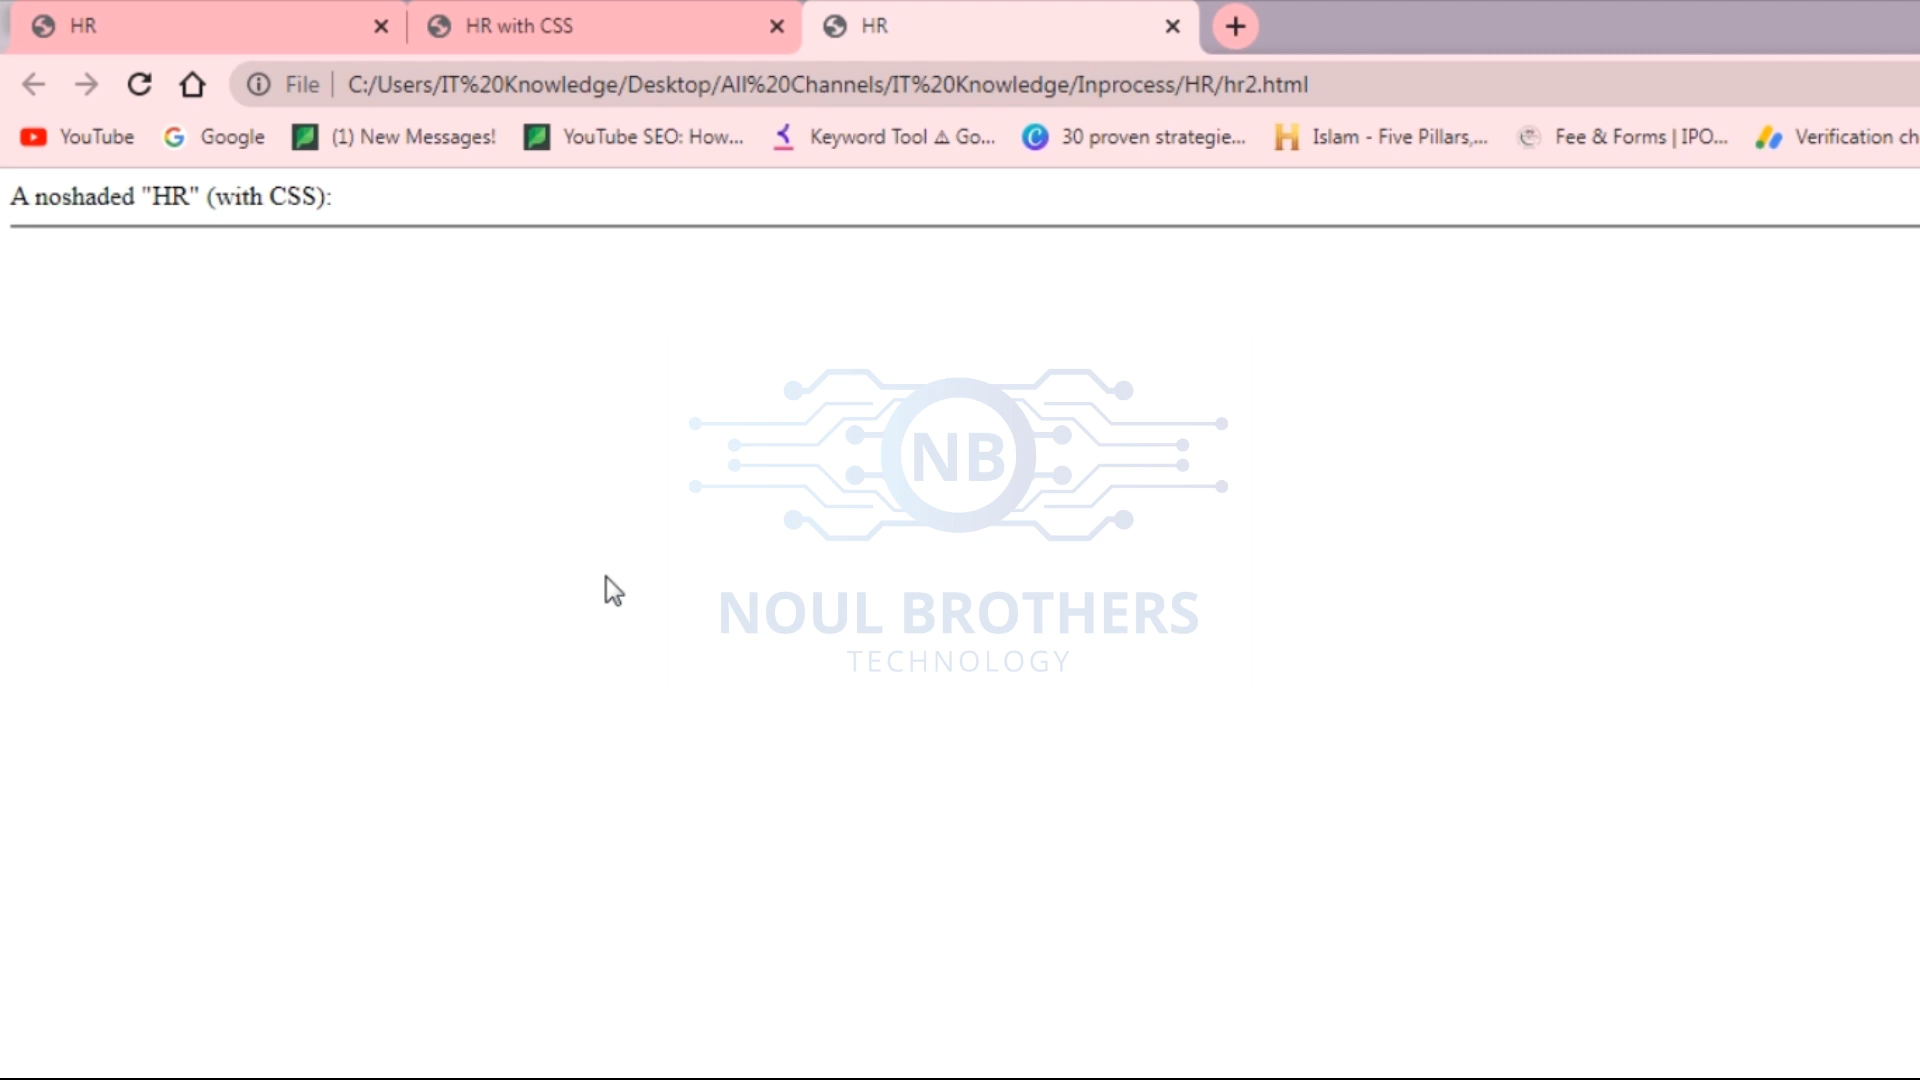 HR
HR with CSS
HR
File
C:/Users/IT%20Knowledge/Desktop/All%20Channels/IT%20Knowledge/Inprocess/HR/hr2.html
YouTube
Google
(1) New Messages!
YouTube SEO: How...
Keyword Tool ⚠ Go...
30 proven strategie...
Islam - Five Pillars,...
Fee & Forms | IPO...
Verification ch
A noshaded "HR" (with CSS):
NB
NOUL BROTHERS
TECHNOLOGY